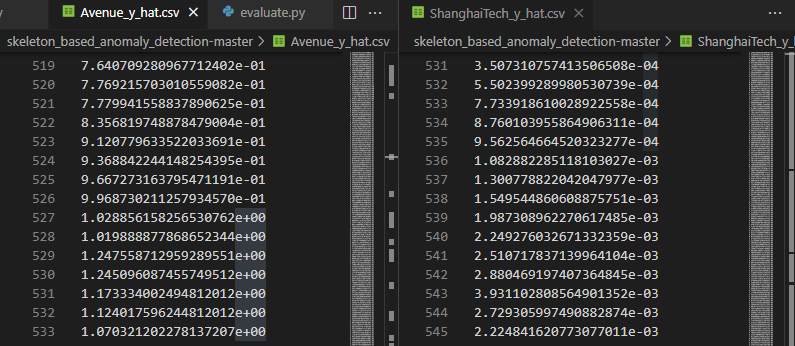 y
Avenue_y_hat.csv
evaluate.py
skeleton_based_anomaly_detection-master > Avenue_y_hat.csv
519 7.640709280967712402e-01
520 7.769215703010559082e-01
521 7.779941558837890625e-01
522 8.356819748878479004e-01
523 9.120779633522033691e-01
524 9.368842244148254395e-01
525 9.667273163795471191e-01
526 9.968730211257934570e-01
527 1.028856158256530762e+00
528 1.019888877868652344e+00
529 1.247558712959289551e+00
530 1.245096087455749512e+00
531 1.173334002494812012e+00
532 1.124017596244812012e+00
533 1.070321202278137207e+00
ShanghaiTech_y_hat.csv
skeleton_based_anomaly_detection-master > ShanghaiTech_y_hat.csv
531 3.507310757413506508e-04
532 5.502399289980530739e-04
533 7.733918610028922558e-04
534 8.760103955864906311e-04
535 9.562564664520323277e-04
536 1.082882285118103027e-03
537 1.300778822042047977e-03
538 1.549544860608875751e-03
539 1.987308962270617485e-03
540 2.249276032671332359e-03
541 2.510717837139964104e-03
542 2.880469197407364845e-03
543 3.931102808564901352e-03
544 2.729305997490882874e-03
545 2.224841620773077011e-03